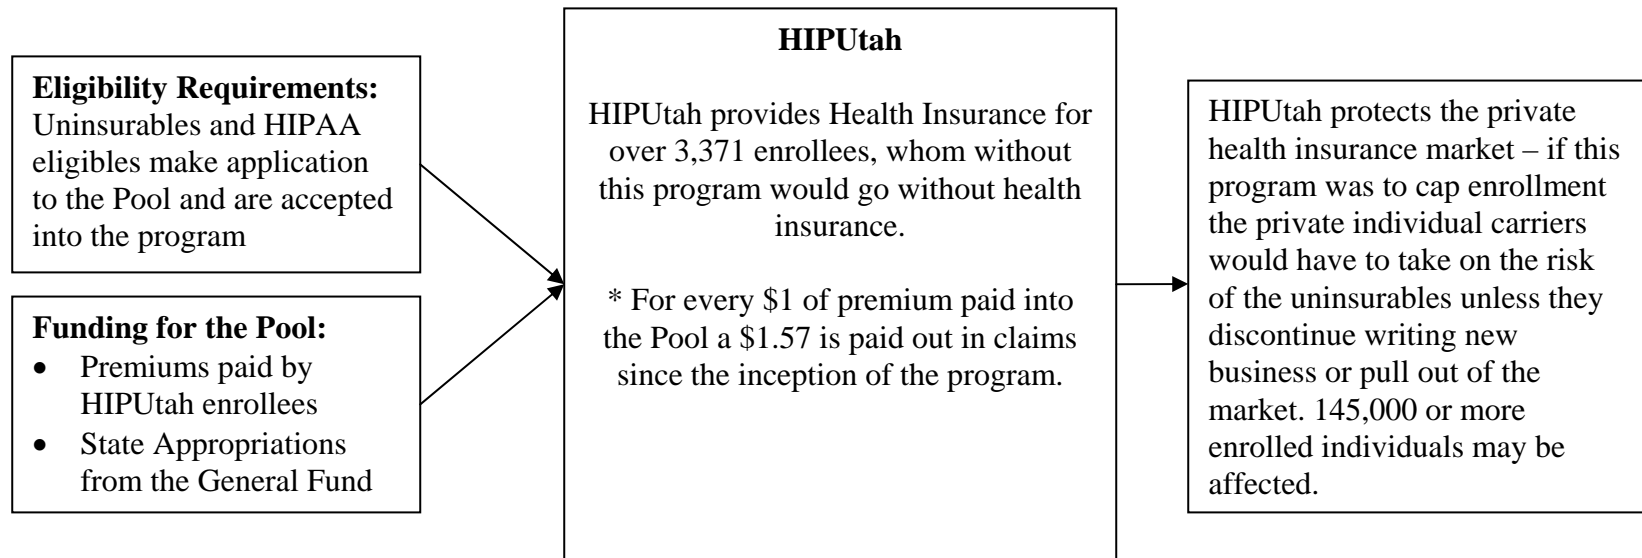 Eligibility Requirements:
Uninsurables and HIPAA
eligibles make application
to the Pool and are accepted
into the program
Funding for the Pool:
• Premiums paid by
HIPUtah enrollees
• State Appropriations
from the General Fund
HIPUtah
HIPUtah provides Health Insurance for
over 3,371 enrollees, whom without
this program would go without health
insurance.
* For every $1 of premium paid into
the Pool a $1.57 is paid out in claims
since the inception of the program.
HIPUtah protects the private
health insurance market – if this
program was to cap enrollment
the private individual carriers
would have to take on the risk
of the uninsurables unless they
discontinue writing new
business or pull out of the
market. 145,000 or more
enrolled individuals may be
affected.